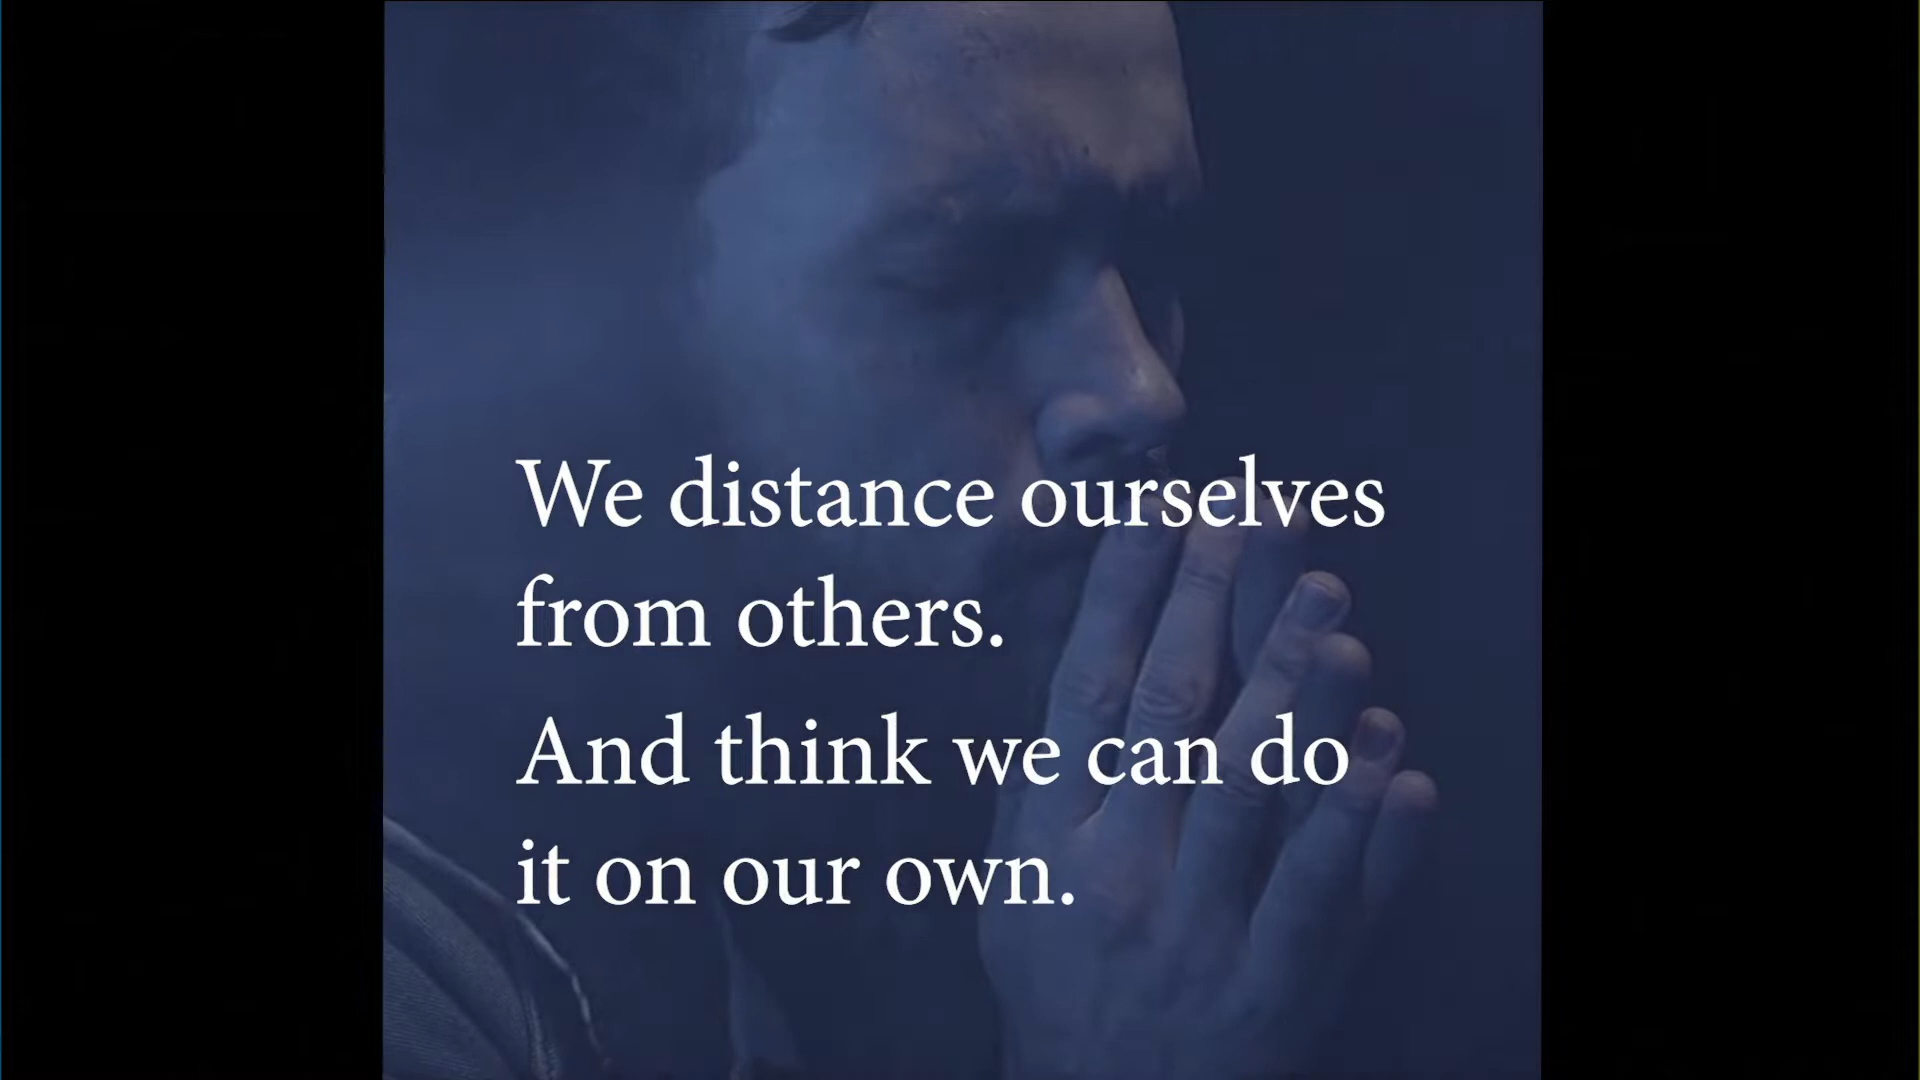 We distance ourselves
from others.
And think we can do
it on our own.